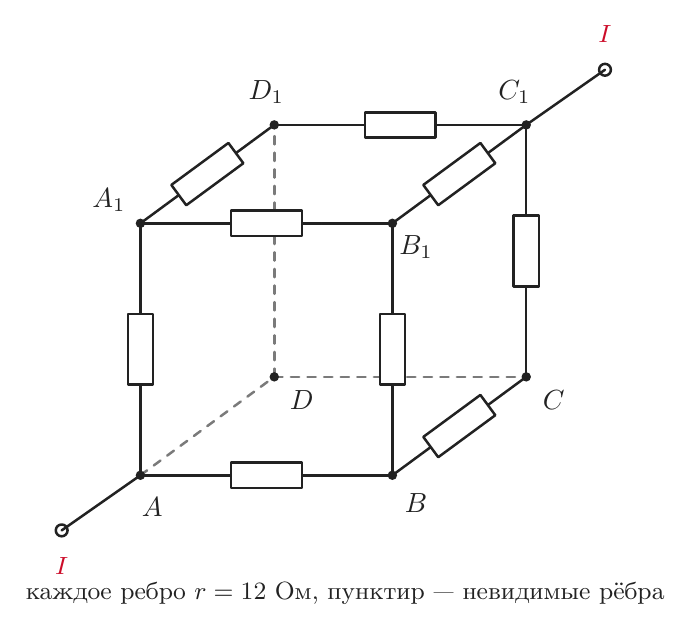 I
D₁
C₁
A₁
B₁
D
C
A
B
I
каждое ребро r = 12 Ом, пунктир — невидимые рёбра